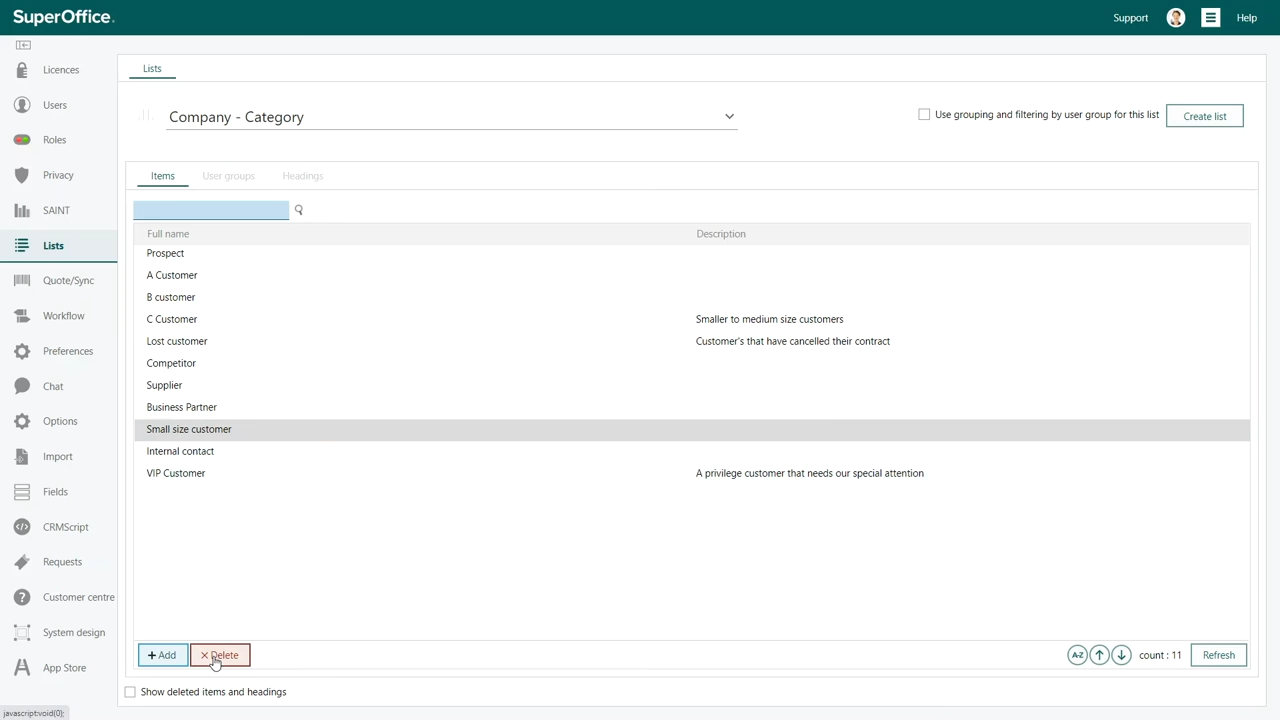 SuperOffice.
Support
Help
Licences
Users
Roles
Privacy
SAINT
Lists
Quote/Sync
Workflow
Preferences
Chat
Options
Import
Fields
CRMScript
Requests
Customer centre
System design
App Store
Lists
Company - Category
Use grouping and filtering by user group for this list
Create list
Items
User groups
Headings
Full name
Description
Prospect
A Customer
B customer
C Customer
Smaller to medium size customers
Lost customer
Customer's that have cancelled their contract
Competitor
Supplier
Business Partner
Small size customer
Internal contact
VIP Customer
A privilege customer that needs our special attention
+ Add
× Delete
A-Z
count : 11
Refresh
Show deleted items and headings
javascript:void(0);